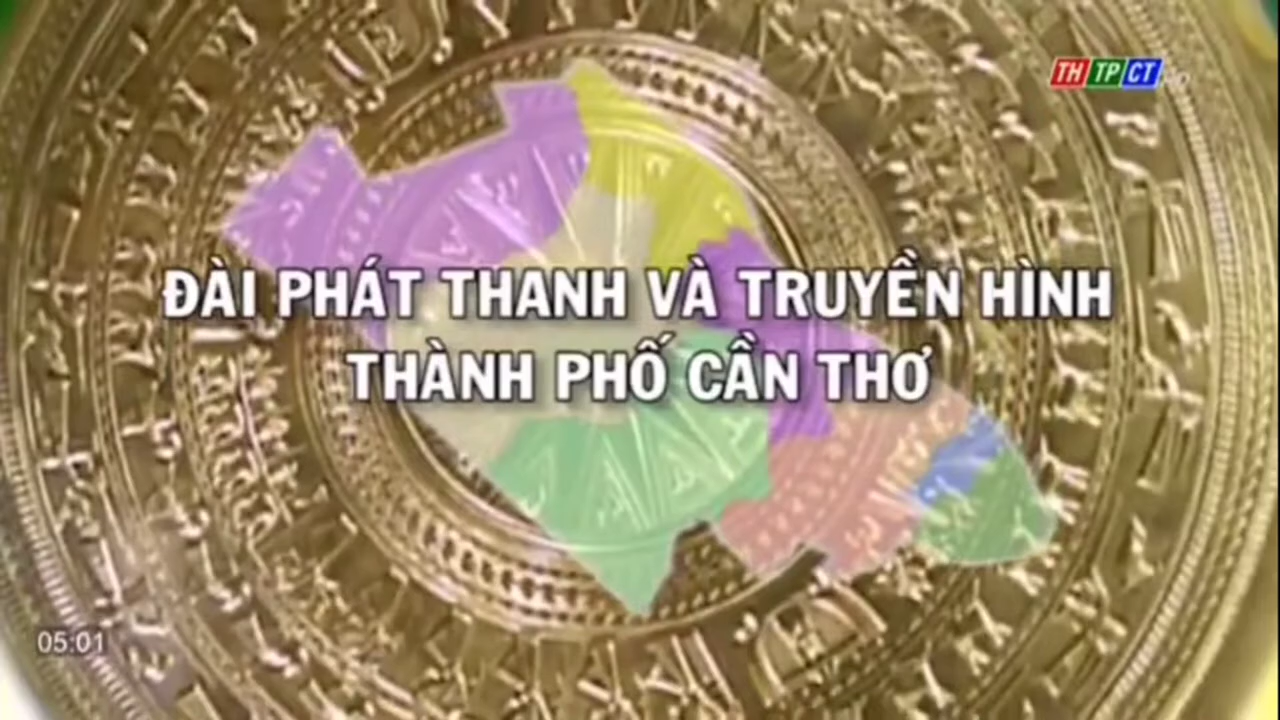 THTPCT
ĐÀI PHÁT THANH VÀ TRUYỀN HÌNH
THÀNH PHỐ CẦN THƠ
05:01